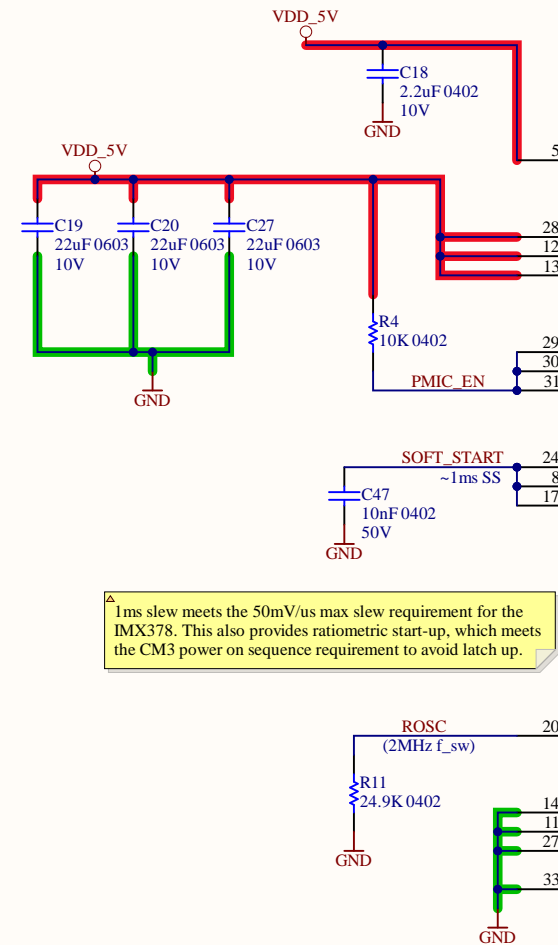 VDD_5V
C18
2.2uF 0402
10V
GND
5
VDD_5V
C19
22uF 0603
10V
C20
22uF 0603
10V
C27
22uF 0603
10V
28
12
13
R4
10K 0402
29
30
PMIC_EN
31
GND
SOFT_START
24
~1ms SS
8
17
C47
10nF 0402
50V
GND
1ms slew meets the 50mV/us max slew requirement for the
IMX378. This also provides ratiometric start-up, which meets
the CM3 power on sequence requirement to avoid latch up.
ROSC
20
(2MHz f_sw)
R11
24.9K 0402
GND
14
11
27
33
GND